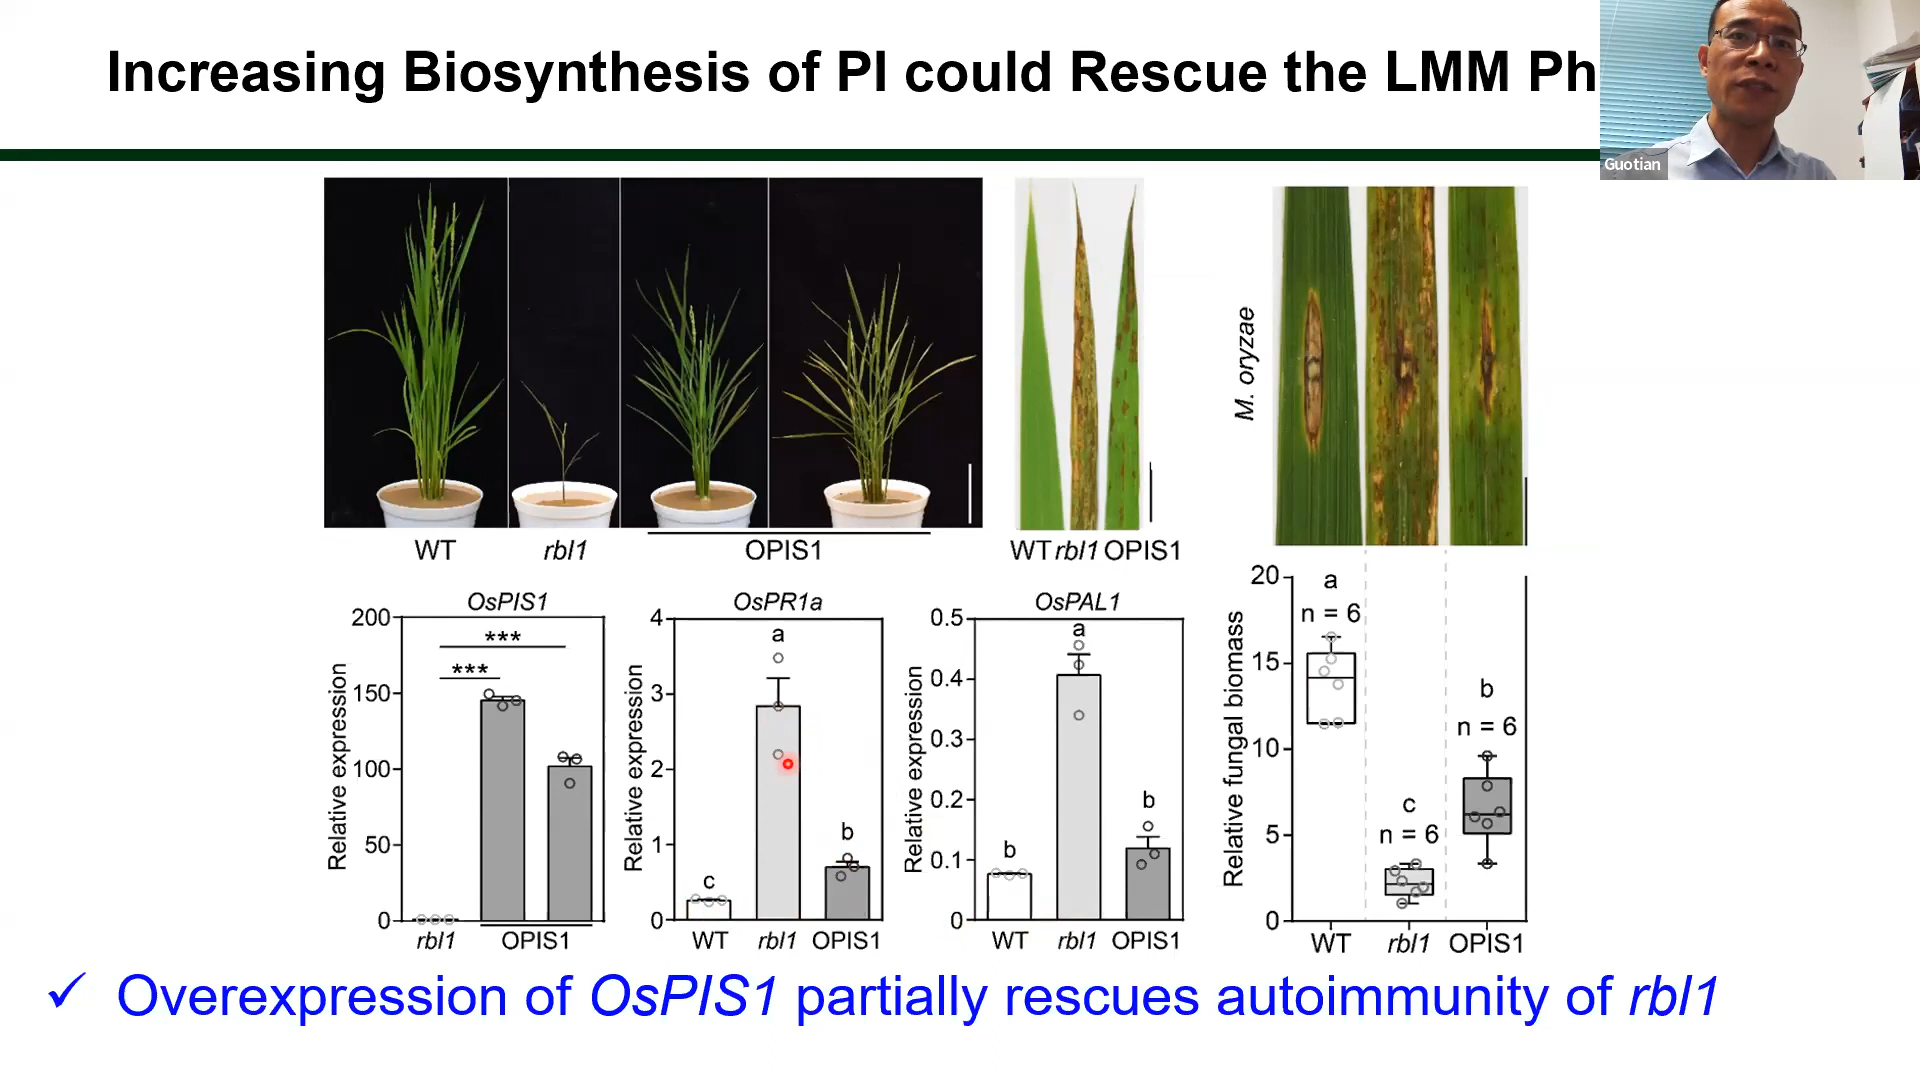 Increasing Biosynthesis of PI could Rescue the LMM Ph
Guotian
WT rbl1 OPIS1
WT rbl1 OPIS1
M. oryzae
OsPIS1
Relative expression
200
150
100
50
0
***
***
rbl1 OPIS1
OsPR1a
Relative expression
4
3
2
1
0
c
a
b
WT rbl1 OPIS1
OsPAL1
Relative expression
0.5
0.4
0.3
0.2
0.1
0
b
a
b
WT rbl1 OPIS1
Relative fungal biomass
20
15
10
5
0
a
n = 6
c
n = 6
b
n = 6
WT rbl1 OPIS1
✓ Overexpression of OsPIS1 partially rescues autoimmunity of rbl1